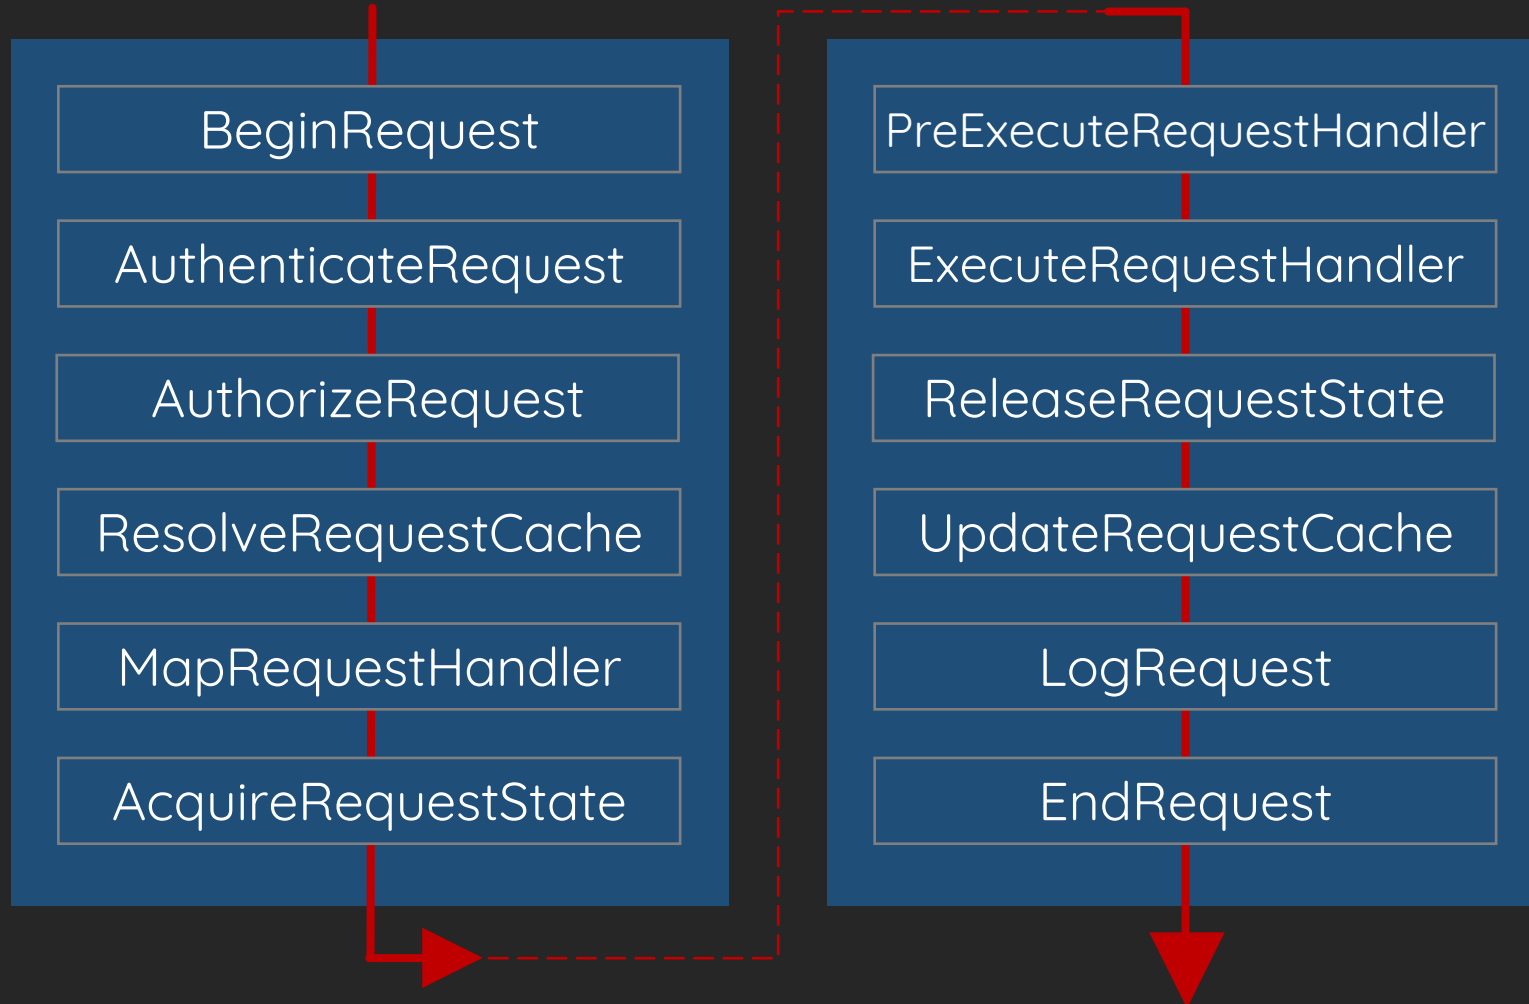 BeginRequest
AuthenticateRequest
AuthorizeRequest
ResolveRequestCache
MapRequestHandler
AcquireRequestState
PreExecuteRequestHandler
ExecuteRequestHandler
ReleaseRequestState
UpdateRequestCache
LogRequest
EndRequest